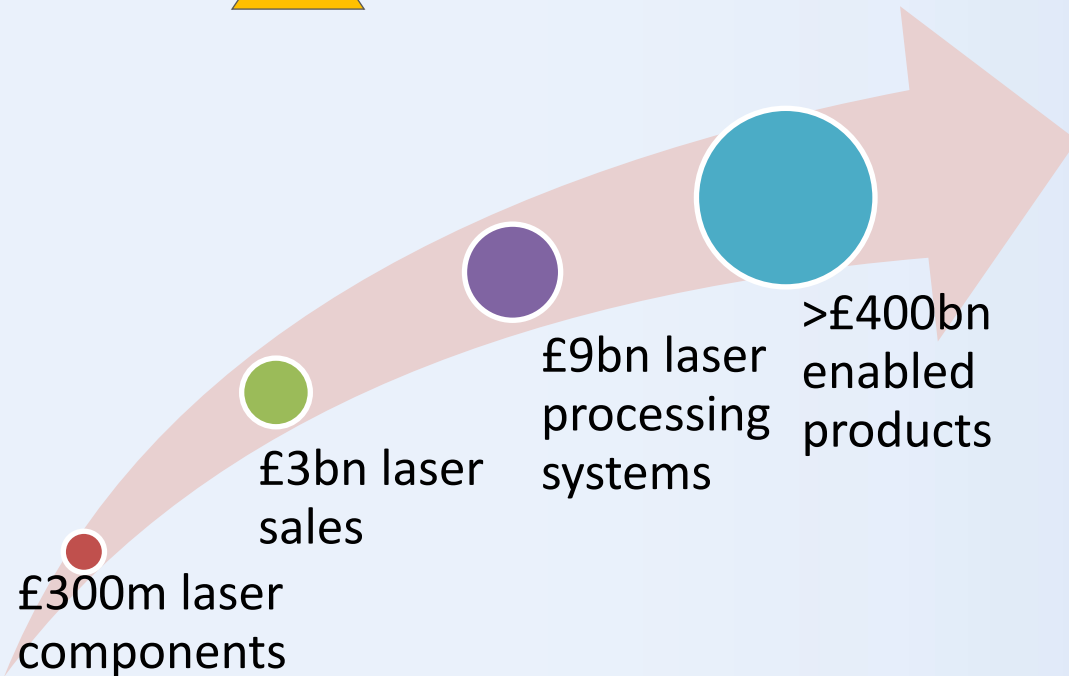 >£400bn
enabled
products
£9bn laser
processing
systems
£3bn laser
sales
£300m laser
components